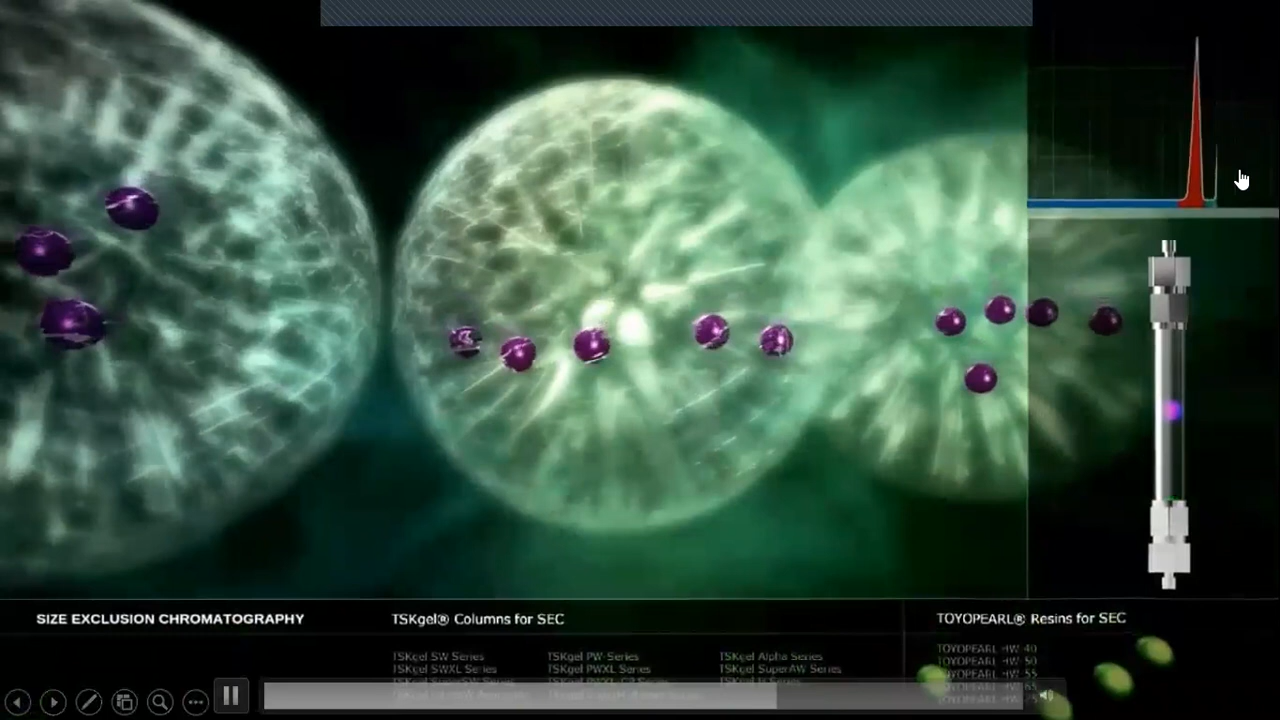 SIZE EXCLUSION CHROMATOGRAPHY
TSKgel® Columns for SEC
TSKgel SW Series
TSKgel SWXL Series
TSKgel PW-Series
TSKgel PWXL Series
TSKgel Alpha Series
TSKgel SuperAW Series
TOYOPEARL® Resins for SEC
TOYOPEARL HW-40
TOYOPEARL HW-50
TOYOPEARL HW-55